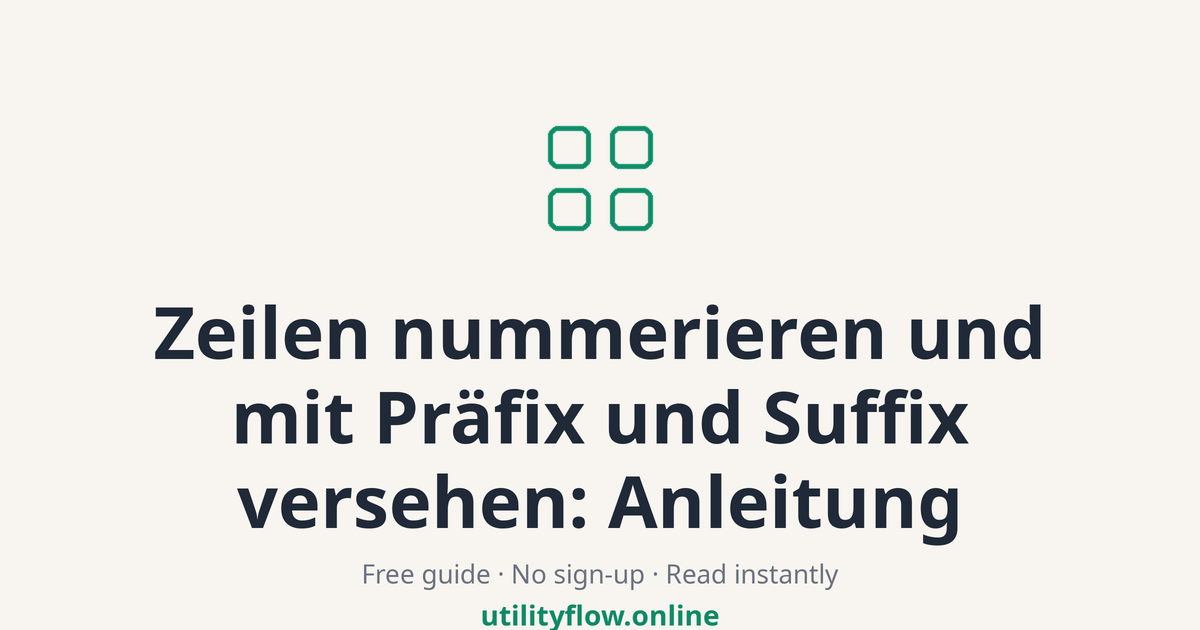 Zeilen nummerieren und
mit Präfix und Suffix
versehen: Anleitung
Free guide · No sign-up · Read instantly
utilityflow.online